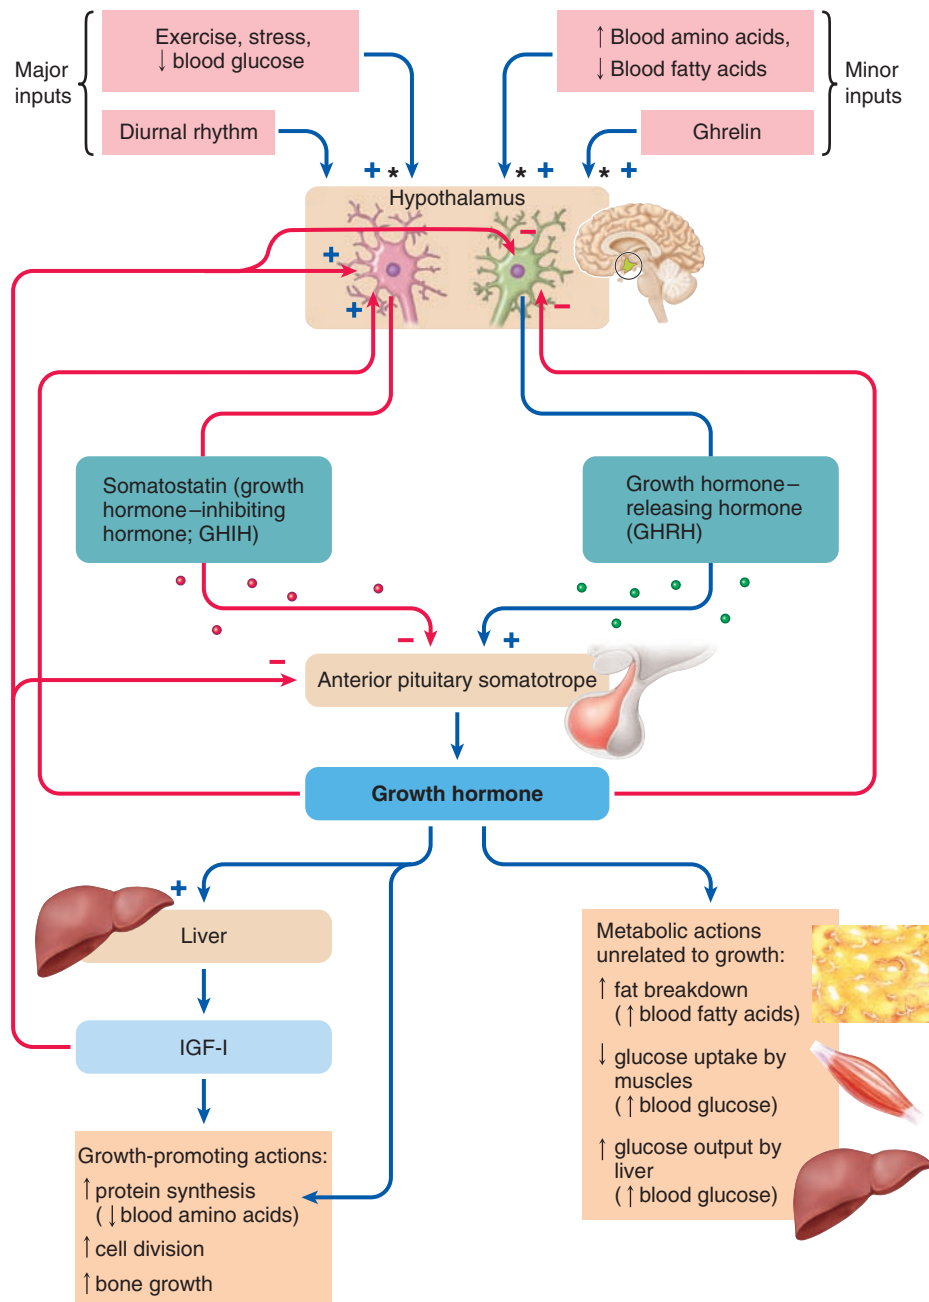 Major
inputs
Exercise, stress,
↓ blood glucose
Diurnal rhythm
↑ Blood amino acids,
↓ Blood fatty acids
Ghrelin
Minor
inputs
+ *
* +
* +
Hypothalamus
–
+
+
–
Somatostatin (growth
hormone–inhibiting
hormone; GHIH)
Growth hormone–
releasing hormone
(GHRH)
–
+
–
Anterior pituitary somatotrope
Growth hormone
+
Liver
IGF-I
Growth-promoting actions:
↑ protein synthesis
(↓ blood amino acids)
↑ cell division
↑ bone growth
Metabolic actions
unrelated to growth:
↑ fat breakdown
(↑ blood fatty acids)
↓ glucose uptake by
muscles
(↑ blood glucose)
↑ glucose output by
liver
(↑ blood glucose)